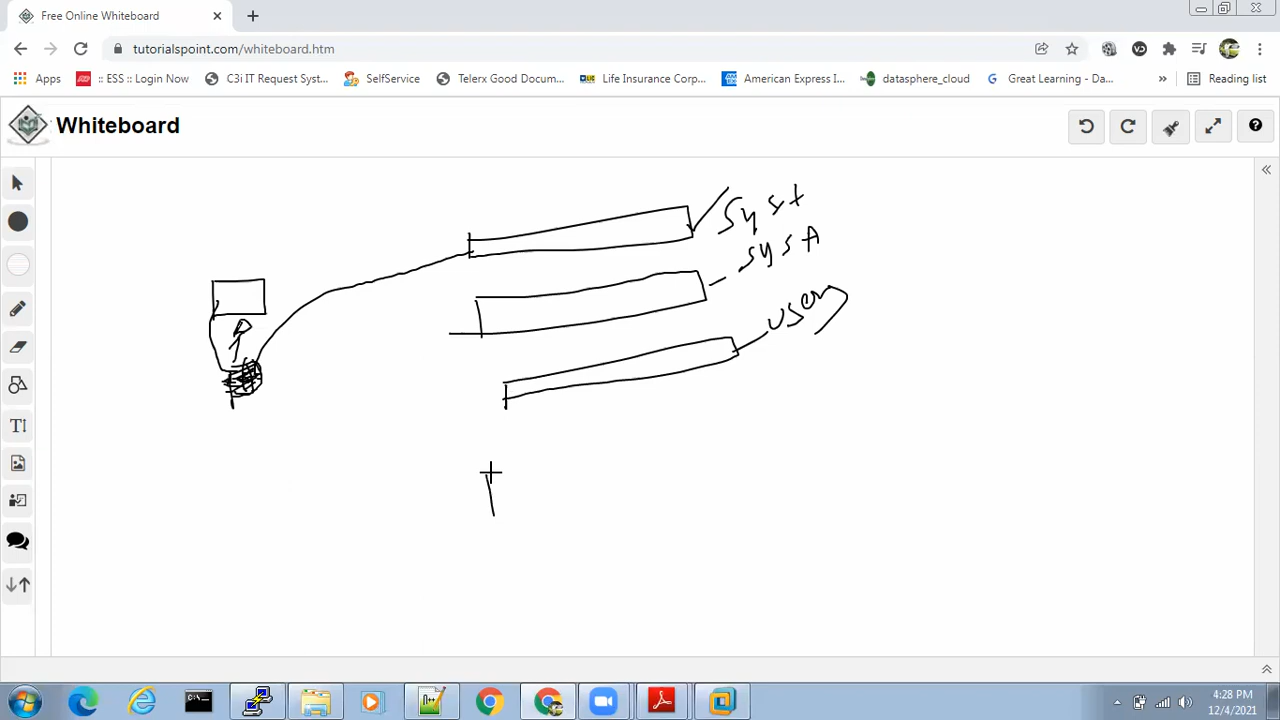 Free Online Whiteboard
tutorialspoint.com/whiteboard.htm
Apps
:: ESS :: Login Now
C3i IT Request Syst...
SelfService
Telerx Good Docum...
Life Insurance Corp...
American Express I...
datasphere_cloud
Great Learning - Da...
»
Reading list
Whiteboard
Syst
SysA
users
4:28 PM
12/4/2021